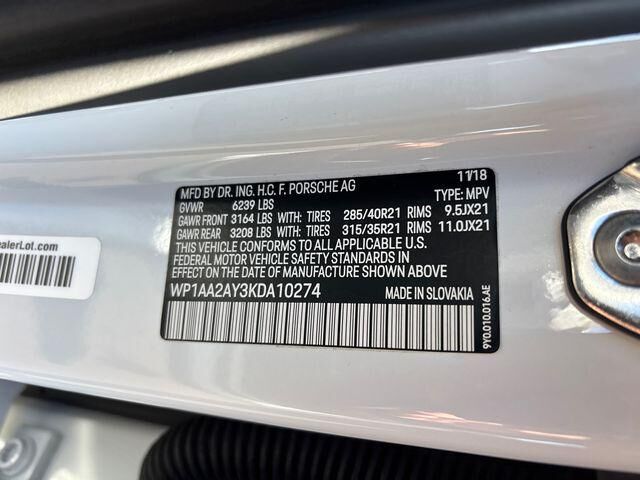 MFD BY DR. ING. H.C. F. PORSCHE AG 11/18
GVWR 6239 LBS TYPE: MPV
GAWR FRONT 3164 LBS WITH: TIRES 285/40R21 RIMS 9.5JX21
GAWR REAR 3208 LBS WITH: TIRES 315/35R21 RIMS 11.0JX21
THIS VEHICLE CONFORMS TO ALL APPLICABLE U.S.
FEDERAL MOTOR VEHICLE SAFETY STANDARDS IN
EFFECT ON THE DATE OF MANUFACTURE SHOWN ABOVE
WP1AA2AY3KDA10274 MADE IN SLOVAKIA
9Y0.010.016.AE
alerLot.com